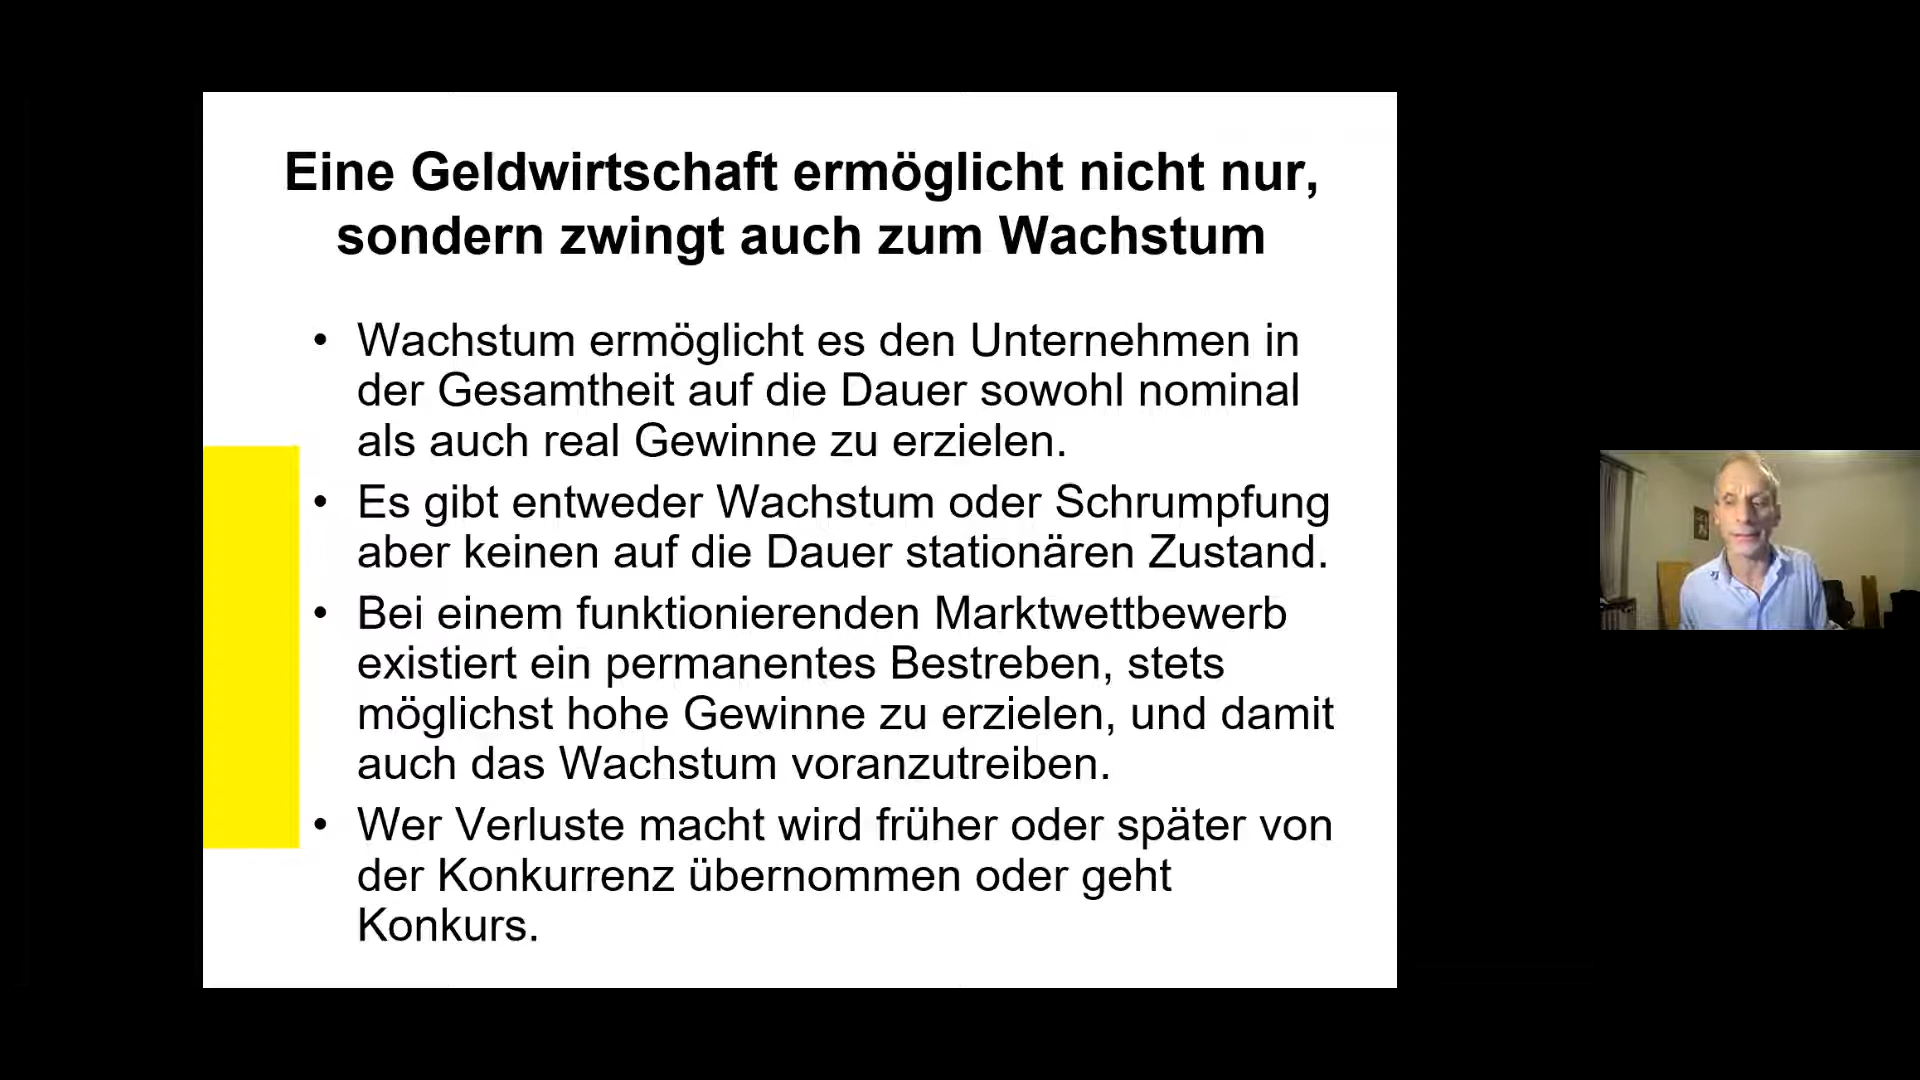 Eine Geldwirtschaft ermöglicht nicht nur,
sondern zwingt auch zum Wachstum
• Wachstum ermöglicht es den Unternehmen in
der Gesamtheit auf die Dauer sowohl nominal
als auch real Gewinne zu erzielen.
• Es gibt entweder Wachstum oder Schrumpfung
aber keinen auf die Dauer stationären Zustand.
• Bei einem funktionierenden Marktwettbewerb
existiert ein permanentes Bestreben, stets
möglichst hohe Gewinne zu erzielen, und damit
auch das Wachstum voranzutreiben.
• Wer Verluste macht wird früher oder später von
der Konkurrenz übernommen oder geht
Konkurs.